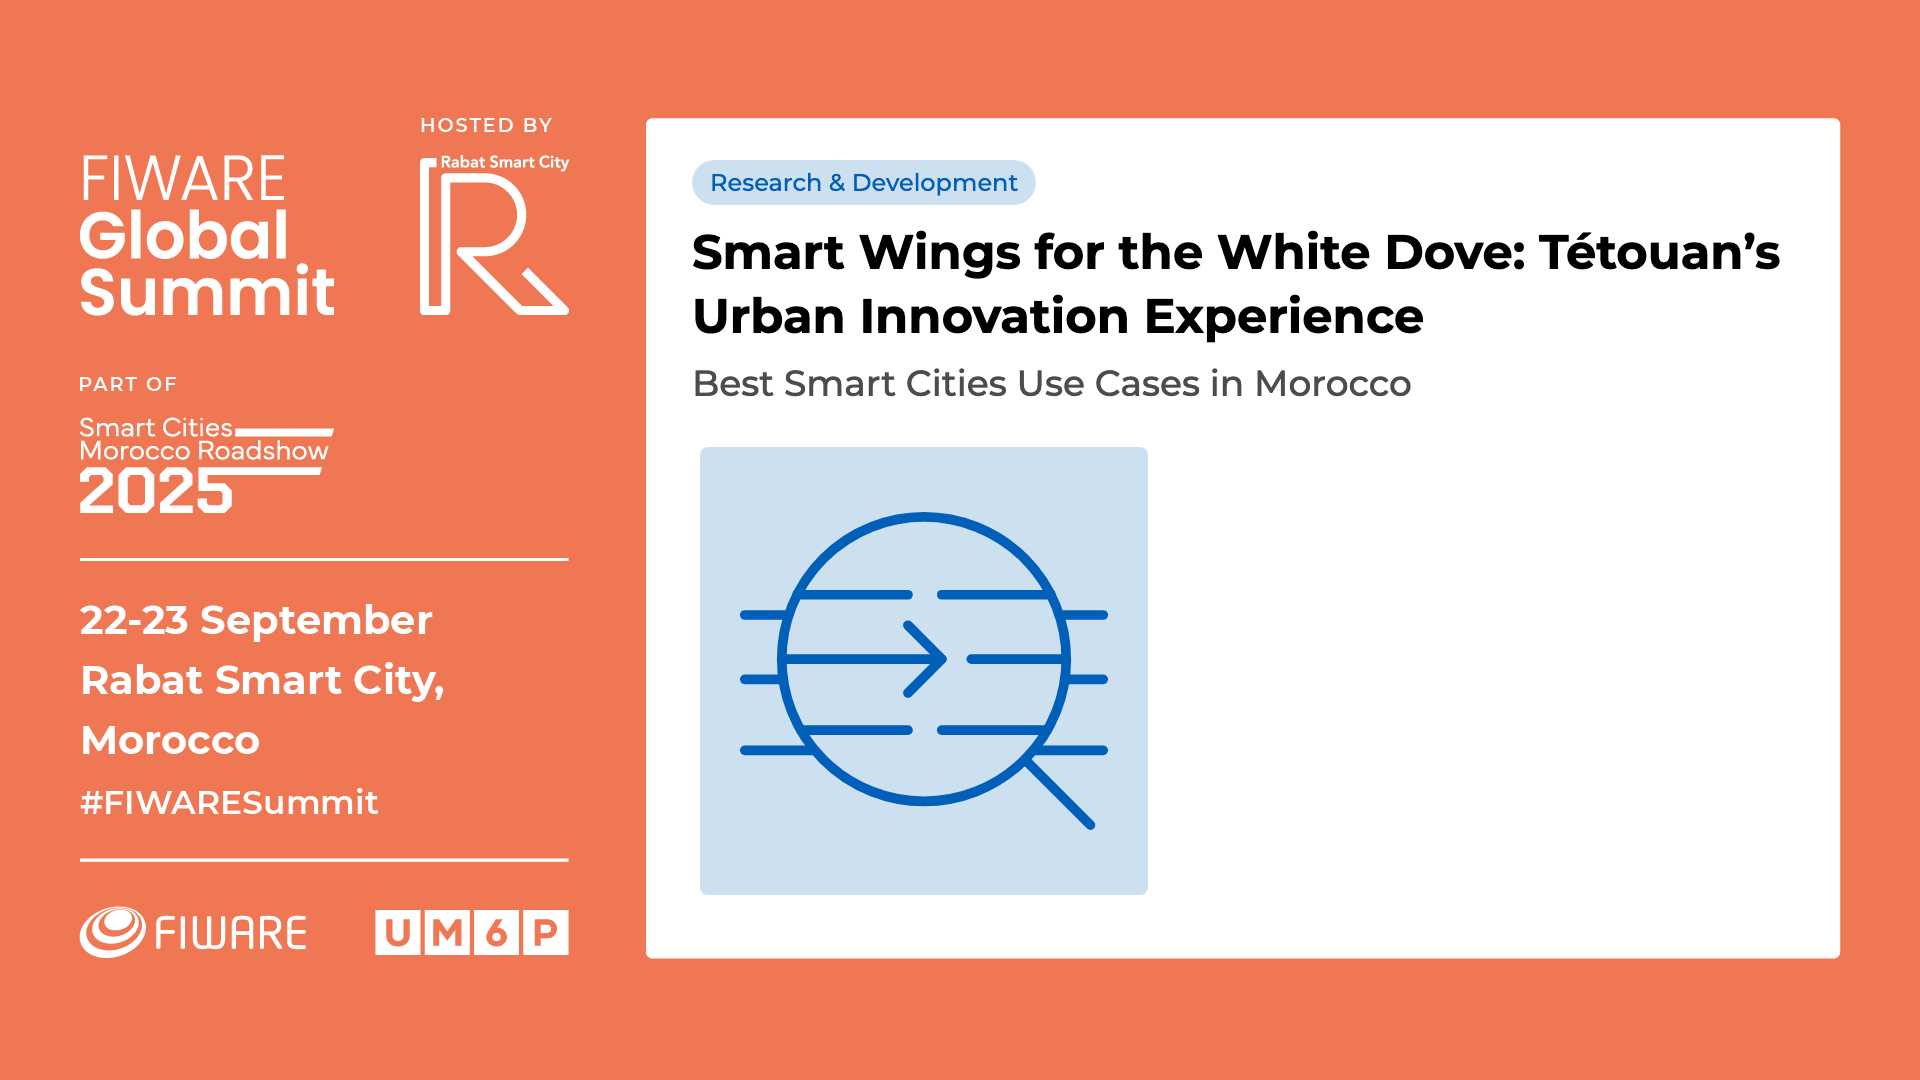 FIWARE
Global
Summit
HOSTED BY
Rabat Smart City
R
PART OF
Smart Cities
Morocco Roadshow
2025
22-23 September
Rabat Smart City,
Morocco
#FIWARESummit
FIWARE
UM6P
Research & Development
Smart Wings for the White Dove: Tétouan’s
Urban Innovation Experience
Best Smart Cities Use Cases in Morocco